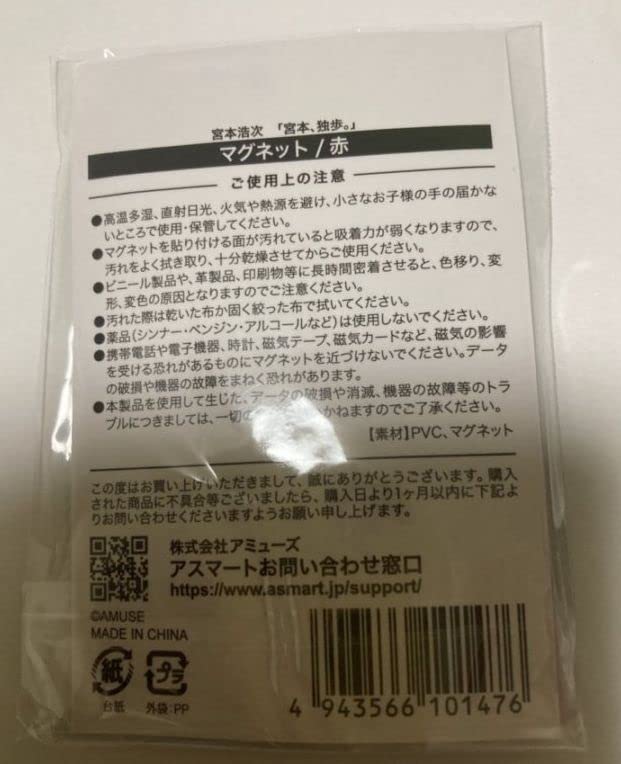 宮本浩次 「宮本、独歩。」
マグネット / 赤
ご使用上の注意
●高温多湿、直射日光、火気や熱源を避け、小さなお子様の手の届かな
いところで使用・保管してください。
●マグネットを貼り付ける面が汚れていると吸着力が弱くなりますので、
汚れをよく拭き取り、十分乾燥させてからご使用ください。
●ビニール製品や、革製品、印刷物等に長時間密着させると、色移り、変
形、変色の原因となりますのでご注意ください。
●汚れた際は乾いた布か固く絞った布で拭いてください。
●薬品(シンナー・ベンジン・アルコールなど)は使用しないでください。
●携帯電話や電子機器、時計、磁気テープ、磁気カードなど、磁気の影響
を受ける恐れがあるものにマグネットを近づけないでください。データ
の破損や機器の故障をまねく恐れがあります。
●本製品を使用して生じた、データの破損や消滅、機器の故障等のトラ
ブルにつきましては、一切の かねますのでご了承ください。
【素材】PVC、マグネット
この度はお買い上げいただきまして、誠にありがとうございます。購入
された商品に不具合等ございましたら、購入日より1ヶ月以内に下記よ
りお問い合わせくださいますようお願い申し上げます。
株式会社アミューズ
アスマートお問い合わせ窓口
https://www.asmart.jp/support/
©AMUSE
MADE IN CHINA
紙 プラ
台紙 外袋:PP
4 943566 101476